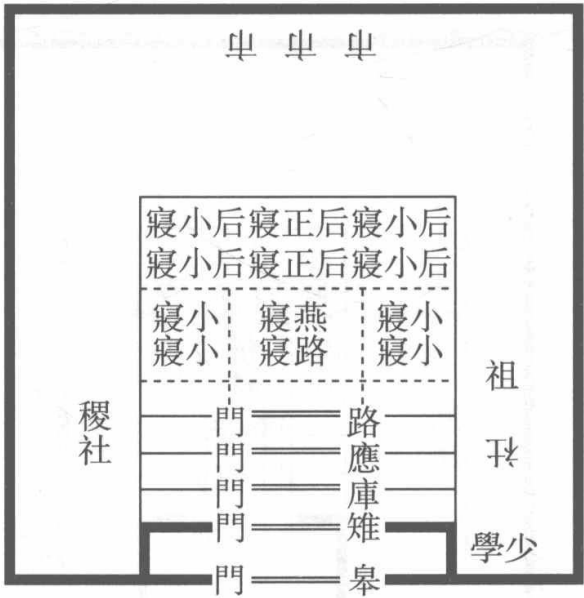 市 市 市
后小寢后正寢后小寢
后小寢后正寢后小寢
小寢 燕寢 小寢
小寢 路寢 小寢
祖
社
少學
稷社
路門
應門
庫門
雉門
皋門